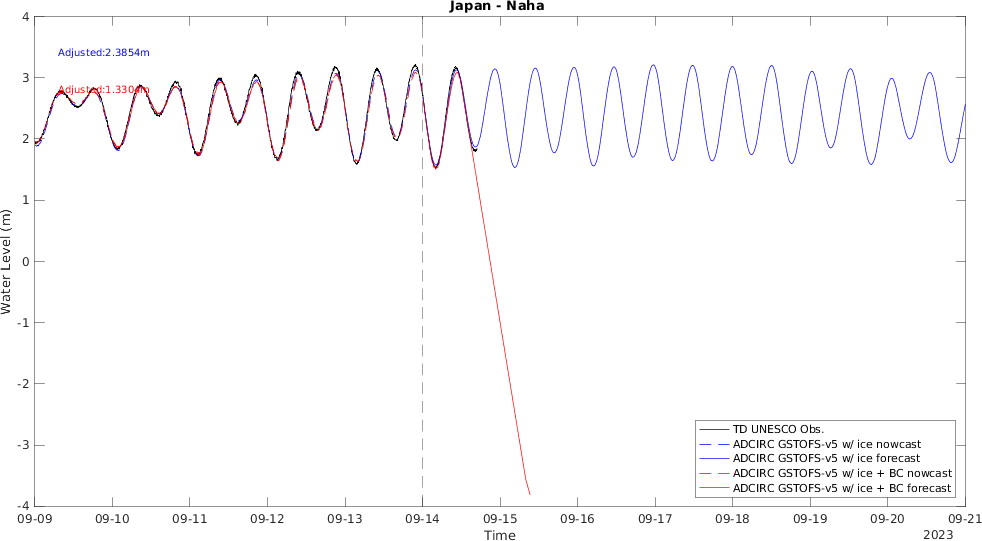 Japan - Naha
4
3
2
1
0
-1
-2
-3
-4
Water Level (m)
Adjusted:2.3854m
09-09 09-10 09-11 09-12 09-13 09-14 09-15 09-16 09-17 09-18 09-19 09-20 09-21
Time
2023
TD UNESCO Obs.
ADCIRC GSTOFS-v5 w/ ice nowcast
ADCIRC GSTOFS-v5 w/ ice forecast
ADCIRC GSTOFS-v5 w/ ice + BC nowcast
ADCIRC GSTOFS-v5 w/ ice + BC forecast